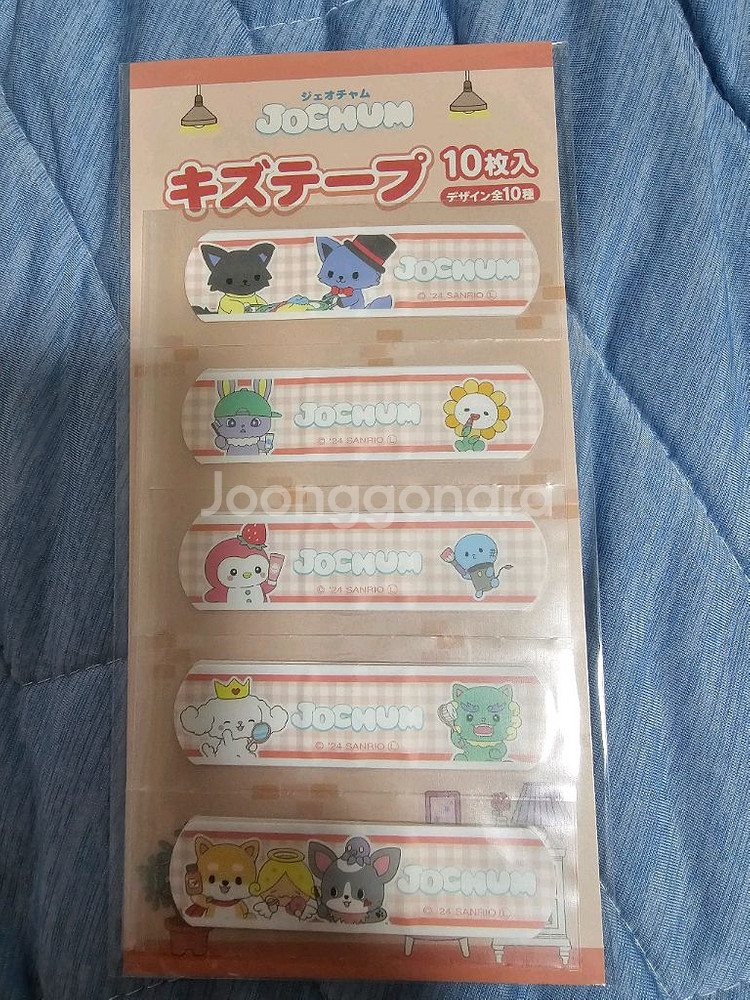 ジェオチャム
JOCHUM
キズテープ 10枚入
デザイン全10種
JOCHUM
© '24 SANRIO Ⓛ
JOCHUM
© '24 SANRIO Ⓛ
Joonggonara
JOCHUM
© '24 SANRIO Ⓛ
JOCHUM
© '24 SANRIO Ⓛ
JOCHUM
© '24 SANRIO Ⓛ